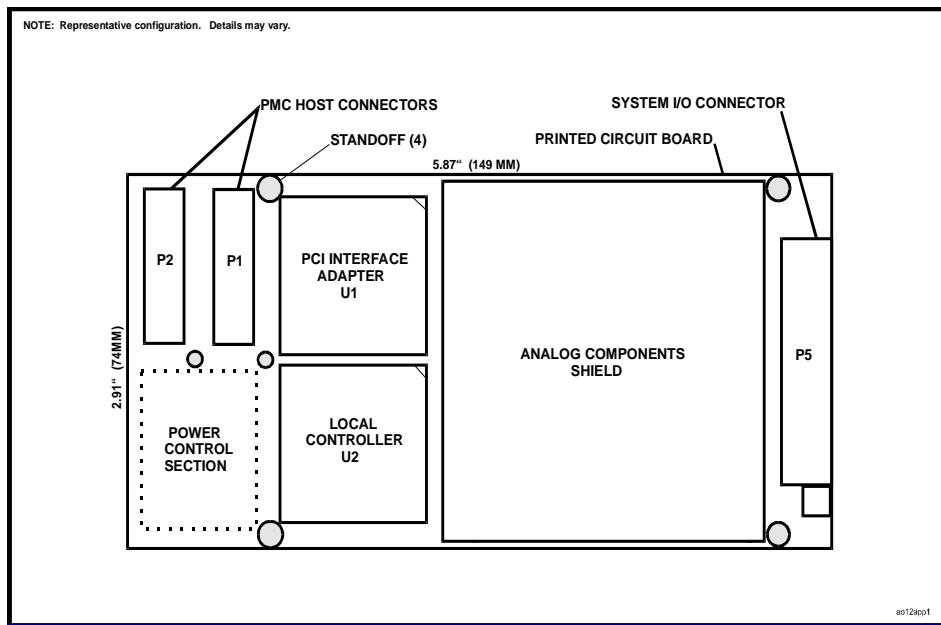 NOTE: Representative configuration. Details may vary.
PMC HOST CONNECTORS
SYSTEM I/O CONNECTOR
STANDOFF (4)
PRINTED CIRCUIT BOARD
5.87“ (149 MM)
P2
P1
PCI INTERFACE
ADAPTER
U1
ANALOG COMPONENTS
SHIELD
P5
2.91“ (74MM)
POWER
CONTROL
SECTION
LOCAL
CONTROLLER
U2
ao12app1